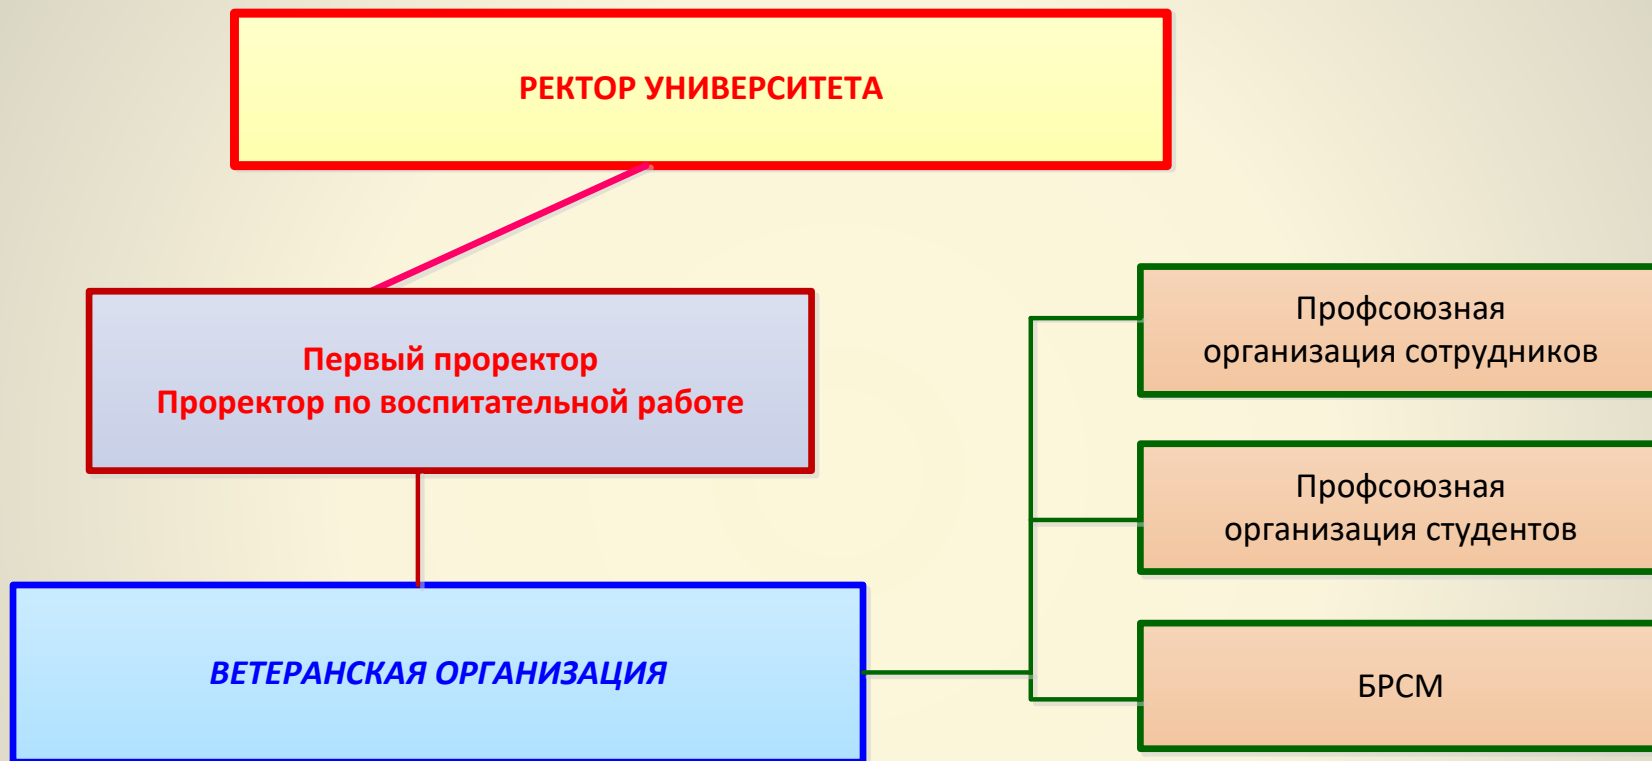 РЕКТОР УНИВЕРСИТЕТА
Первый проректор
Проректор по воспитательной работе
ВЕТЕРАНСКАЯ ОРГАНИЗАЦИЯ
Профсоюзная
организация сотрудников
Профсоюзная
организация студентов
БРСМ